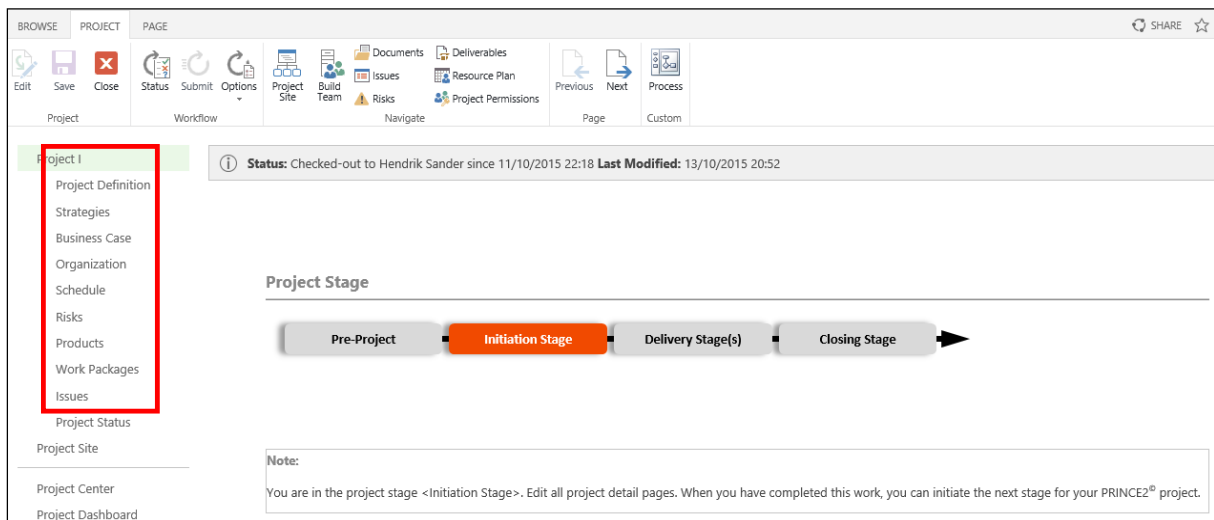 BROWSE PROJECT PAGE SHARE
Edit Save Close Status Submit Options Project Site Build Team Documents Issues Risks Deliverables Resource Plan Project Permissions Previous Next Process
Project Workflow Navigate Page Custom
Project I
Project Definition
Strategies
Business Case
Organization
Schedule
Risks
Products
Work Packages
Issues
Project Status
Project Site
Project Center
Project Dashboard
Status: Checked-out to Hendrik Sander since 11/10/2015 22:18 Last Modified: 13/10/2015 20:52
Project Stage
Pre-Project Initiation Stage Delivery Stage(s) Closing Stage
Note:
You are in the project stage <Initiation Stage>. Edit all project detail pages. When you have completed this work, you can initiate the next stage for your PRINCE2© project.